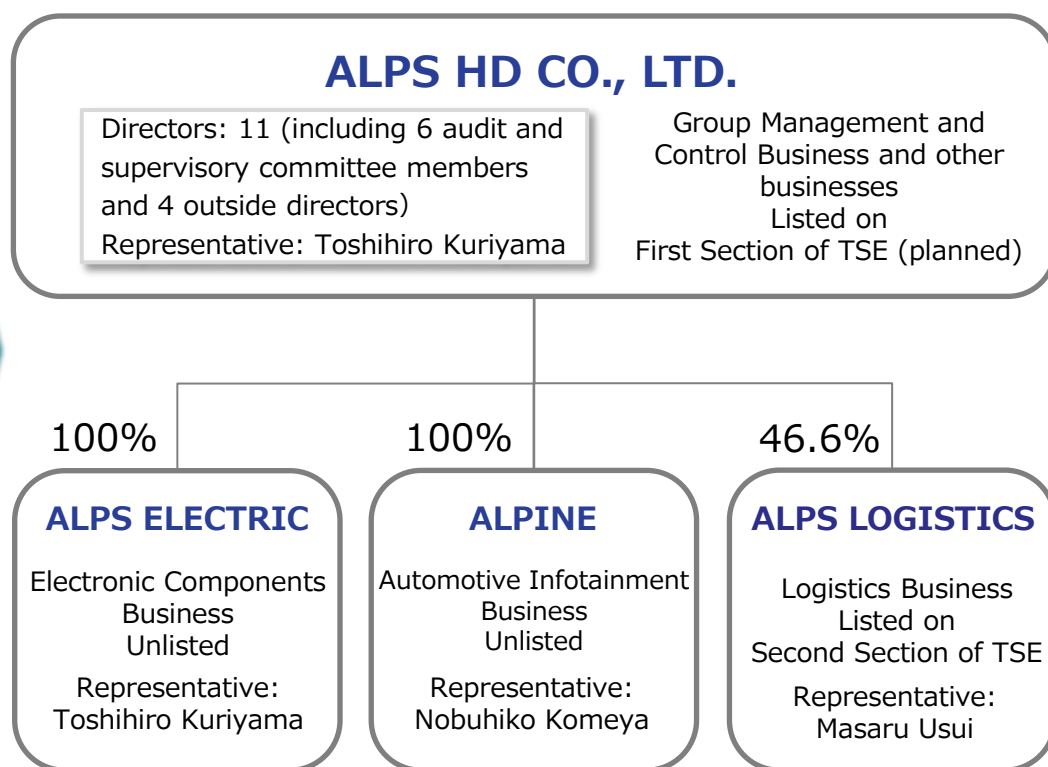 ALPS HD CO., LTD.
Directors: 11 (including 6 audit and
supervisory committee members
and 4 outside directors）
Representative: Toshihiro Kuriyama
Group Management and
Control Business and other
businesses
Listed on
First Section of TSE (planned)
100%
100%
46.6%
ALPS ELECTRIC
Electronic Components
Business
Unlisted
Representative:
Toshihiro Kuriyama
ALPINE
Automotive Infotainment
Business
Unlisted
Representative:
Nobuhiko Komeya
ALPS LOGISTICS
Logistics Business
Listed on
Second Section of TSE
Representative:
Masaru Usui